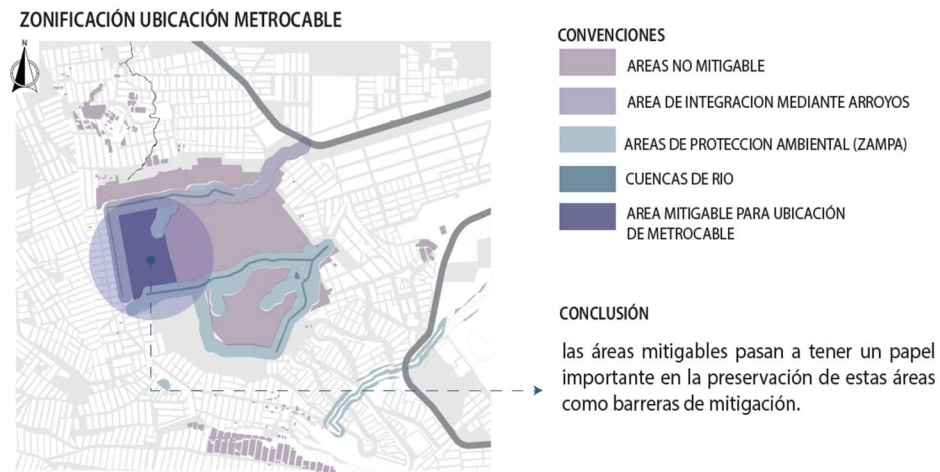 ZONIFICACIÓN UBICACIÓN METROCABLE
N
CONVENCIONES
AREAS NO MITIGABLE
AREA DE INTEGRACION MEDIANTE ARROYOS
AREAS DE PROTECCION AMBIENTAL (ZAMPA)
CUENCAS DE RIO
AREA MITIGABLE PARA UBICACIÓN
DE METROCABLE
CONCLUSIÓN
las áreas mitigables pasan a tener un papel
importante en la preservación de estas áreas
como barreras de mitigación.